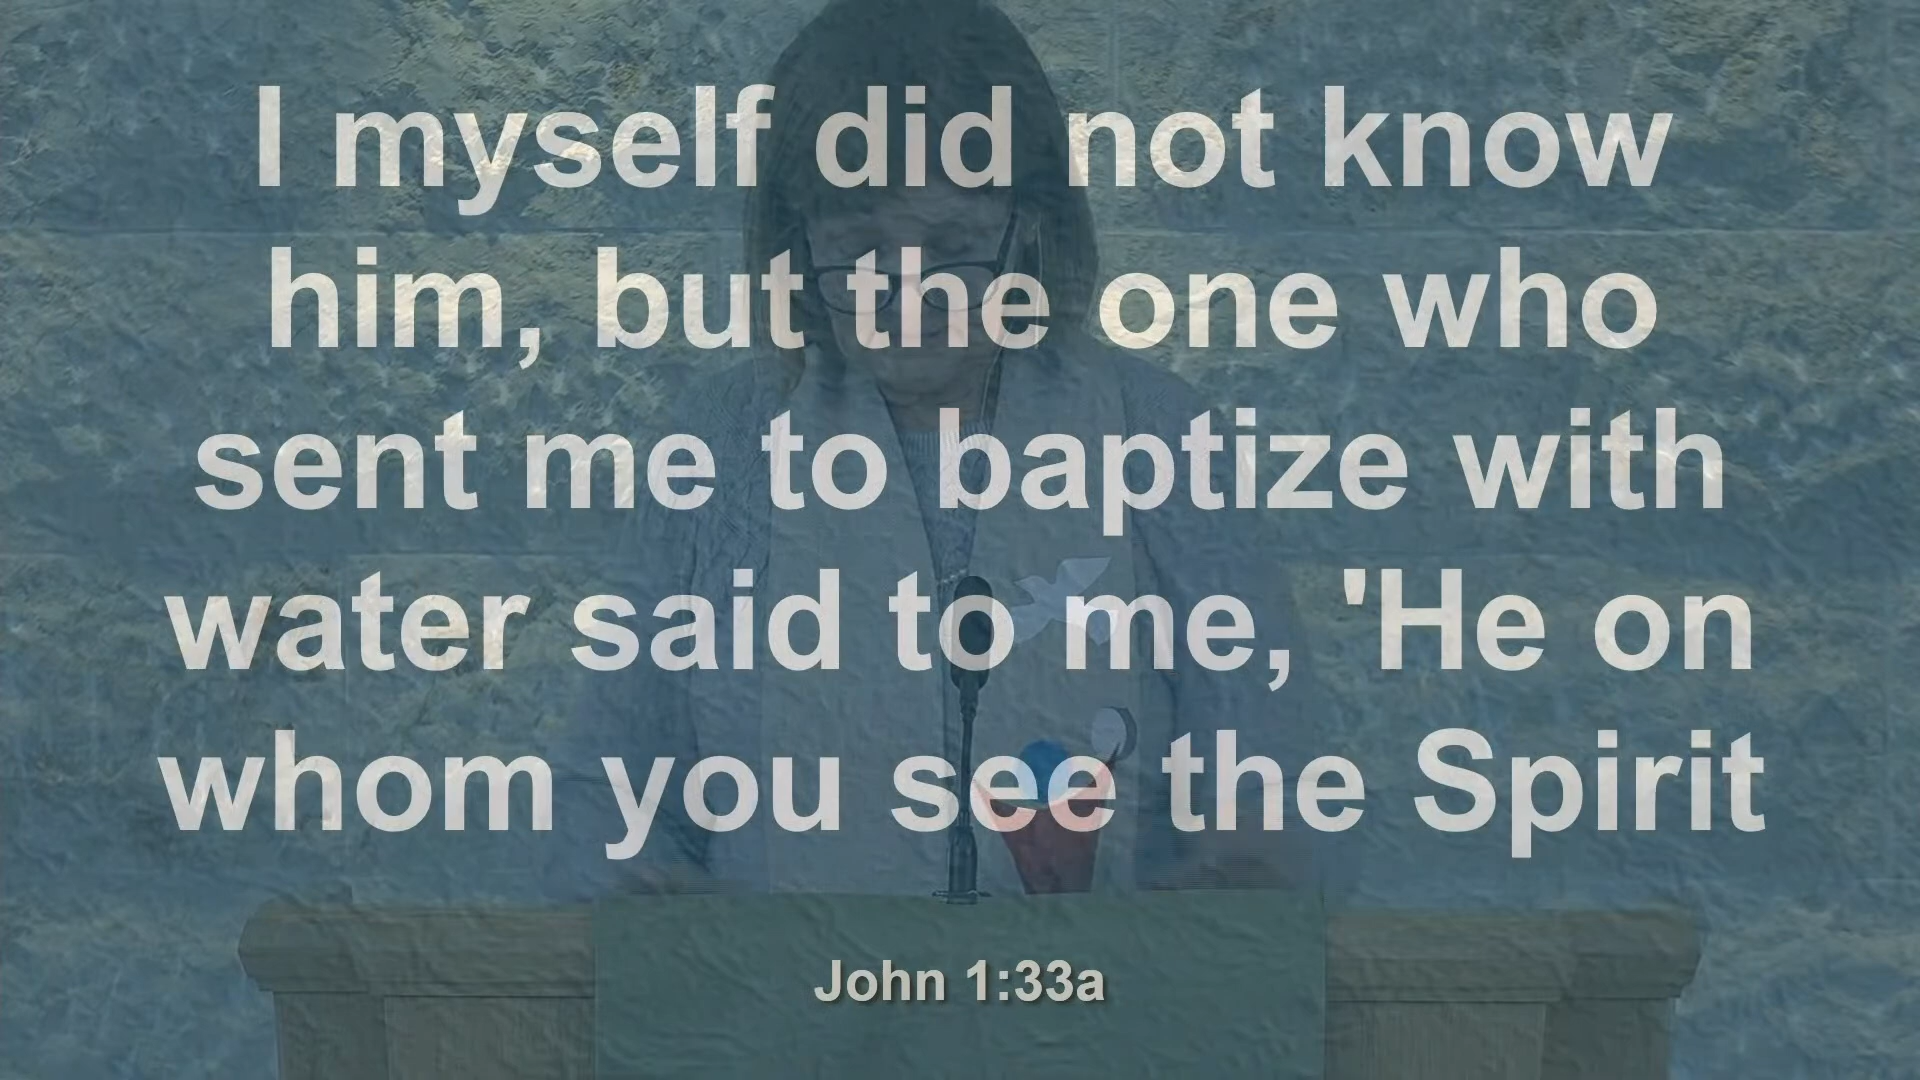 I myself did not know
him, but the one who
sent me to baptize with
water said to me, 'He on
whom you see the Spirit
John 1:33a